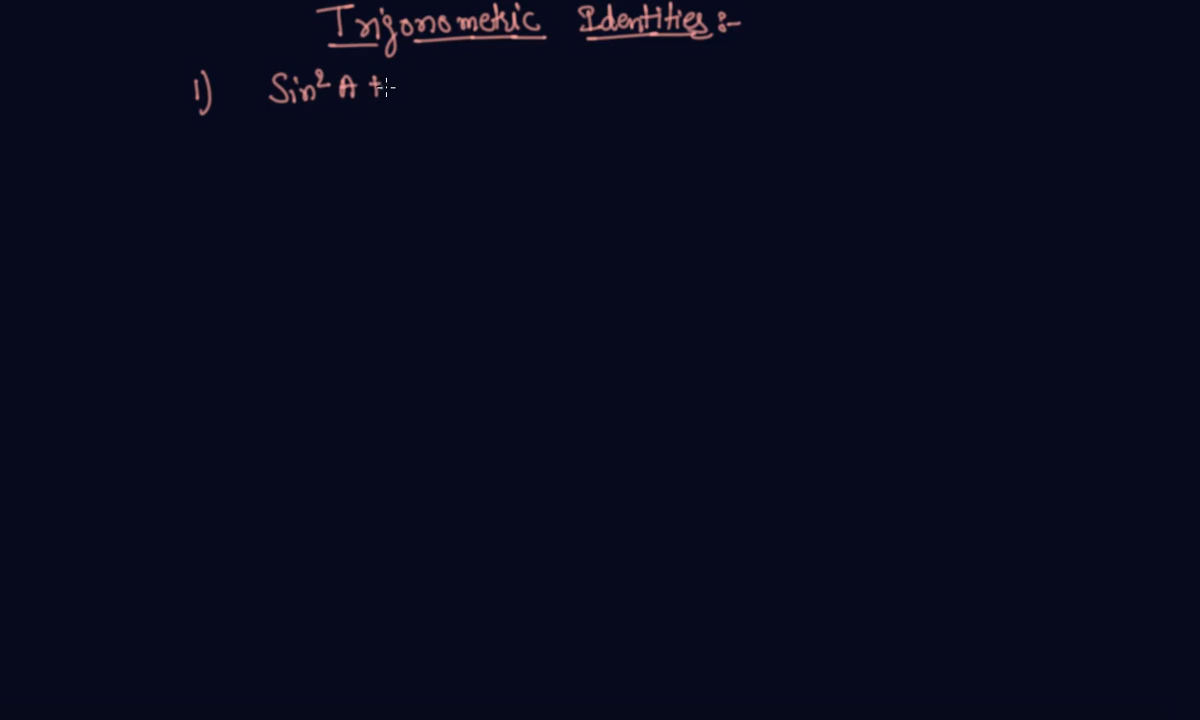 Trigonometric Identities :-
1) Sin² A +